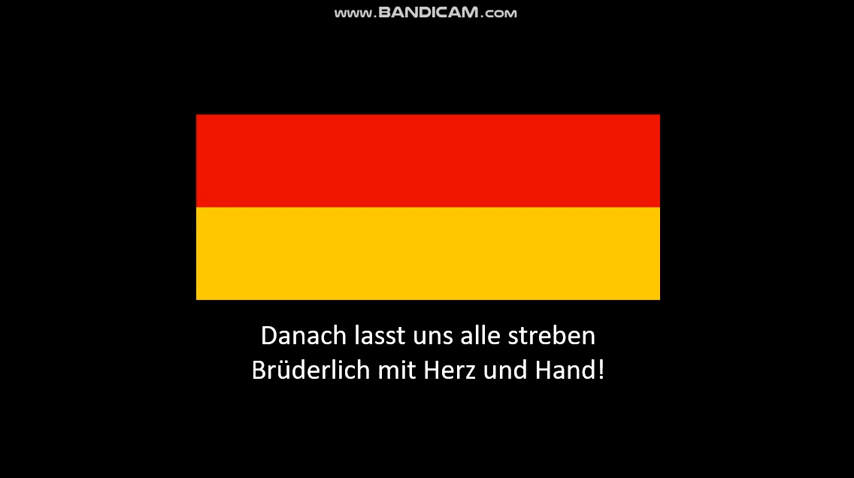 www.BANDICAM.com
Danach lasst uns alle streben
Brüderlich mit Herz und Hand!